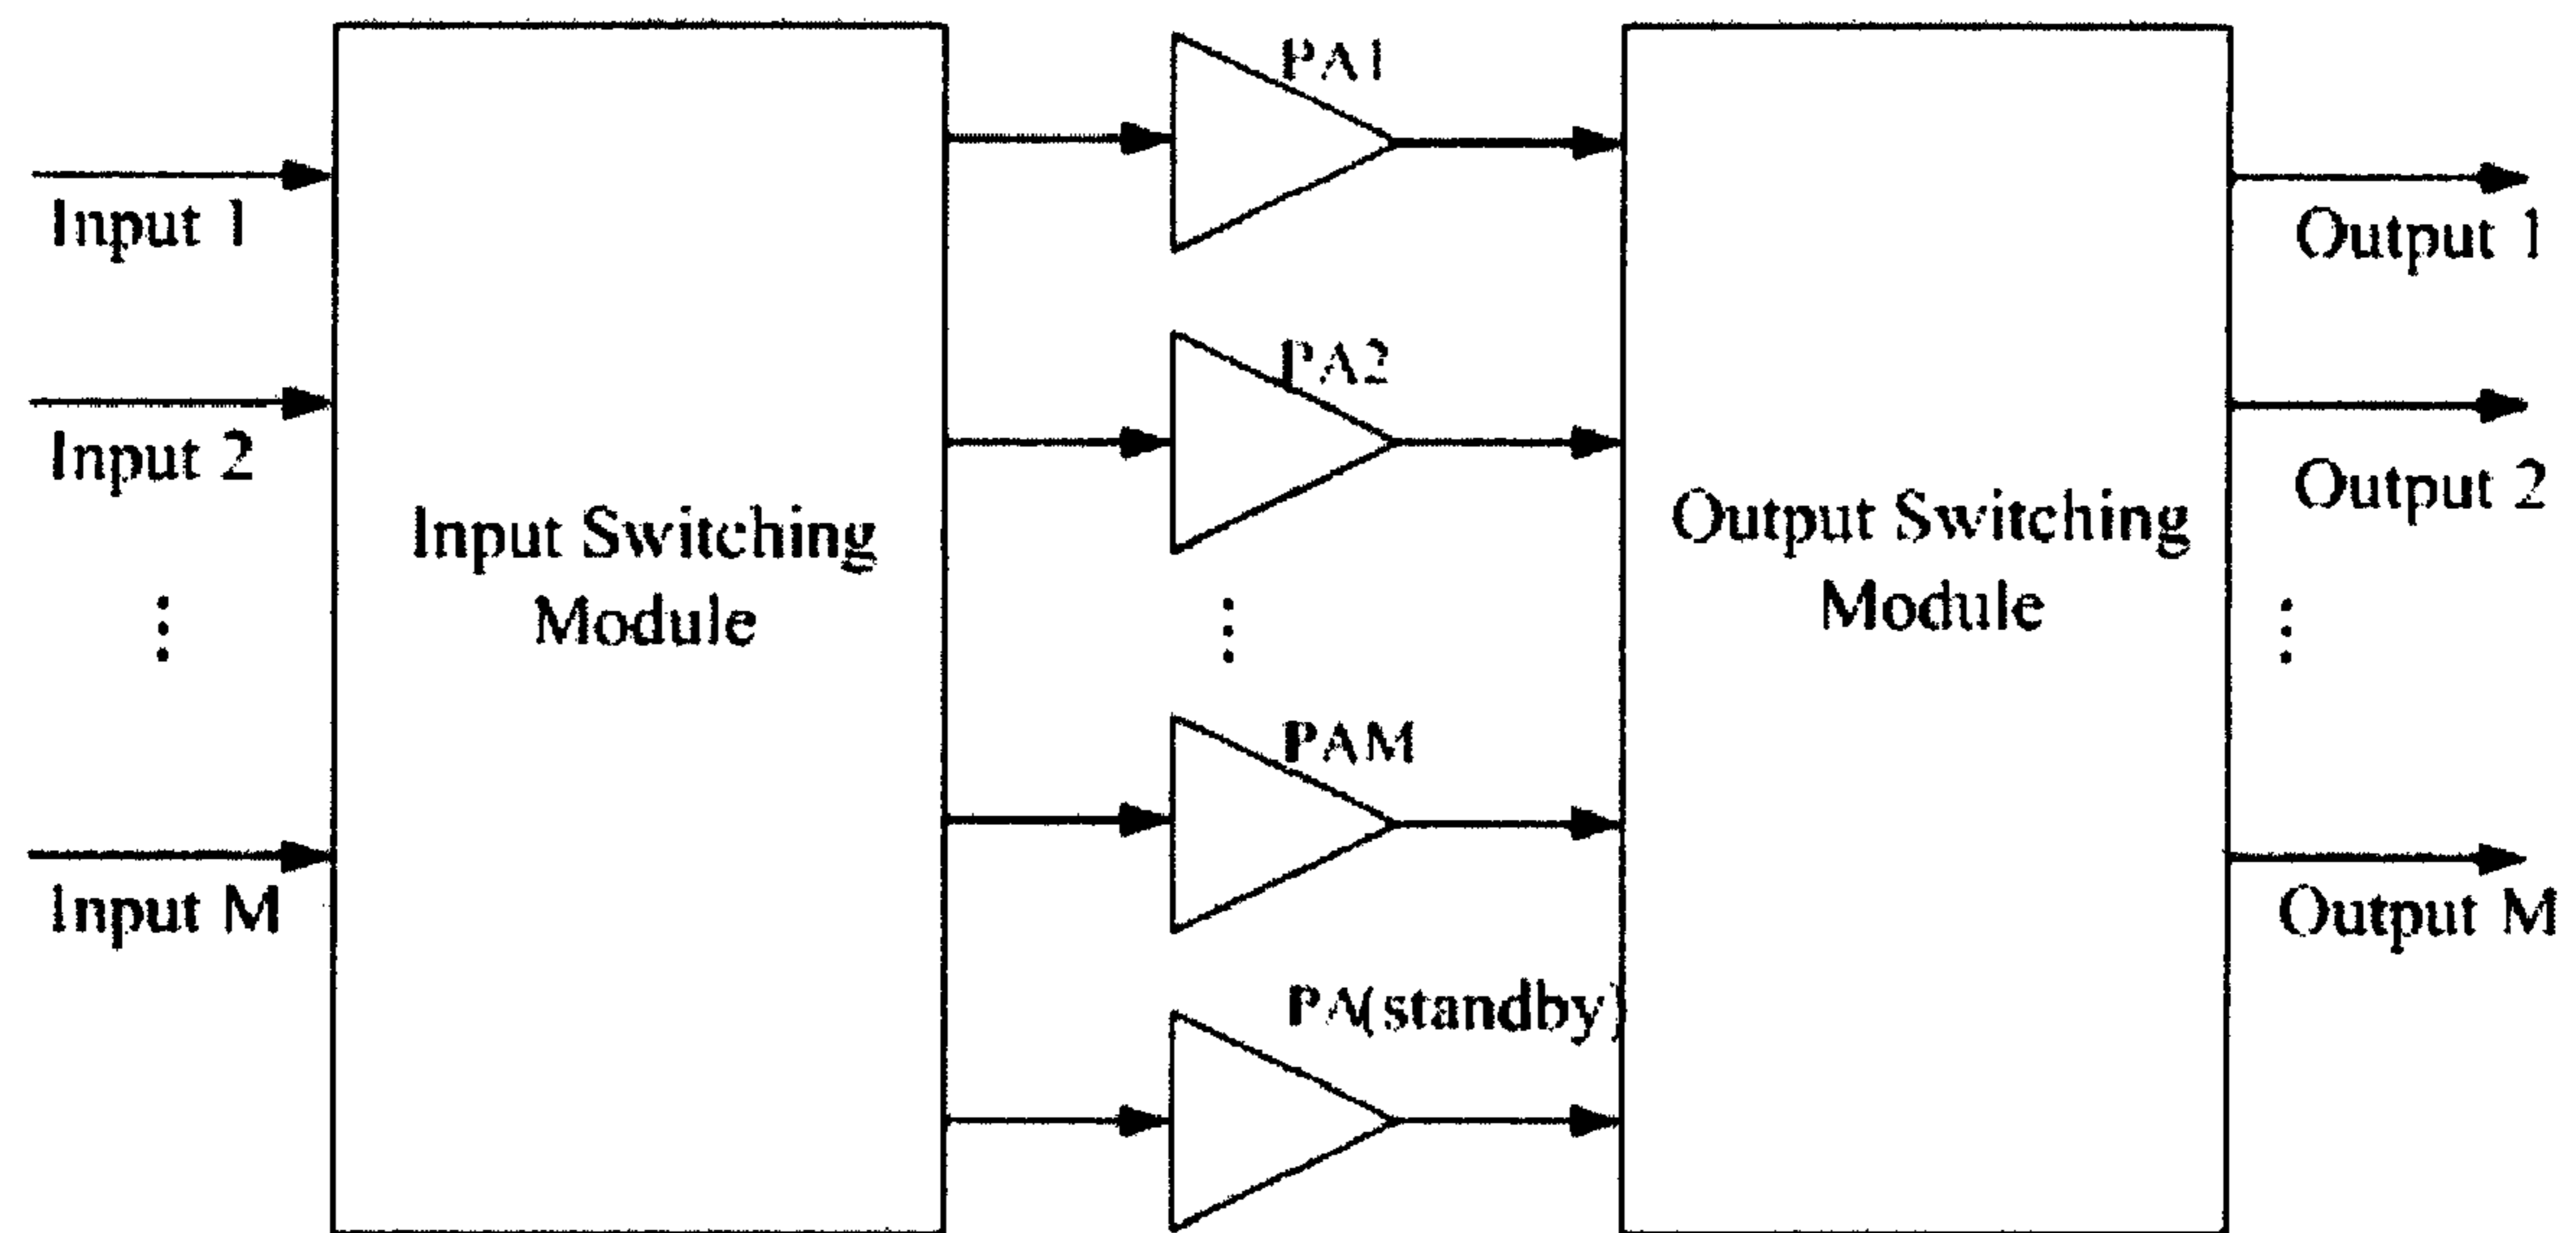 Input 1
Input 2
Input M
Input Switching
Module
PA1
PA2
PAM
PA(standby)
Output Switching
Module
Output 1
Output 2
Output M